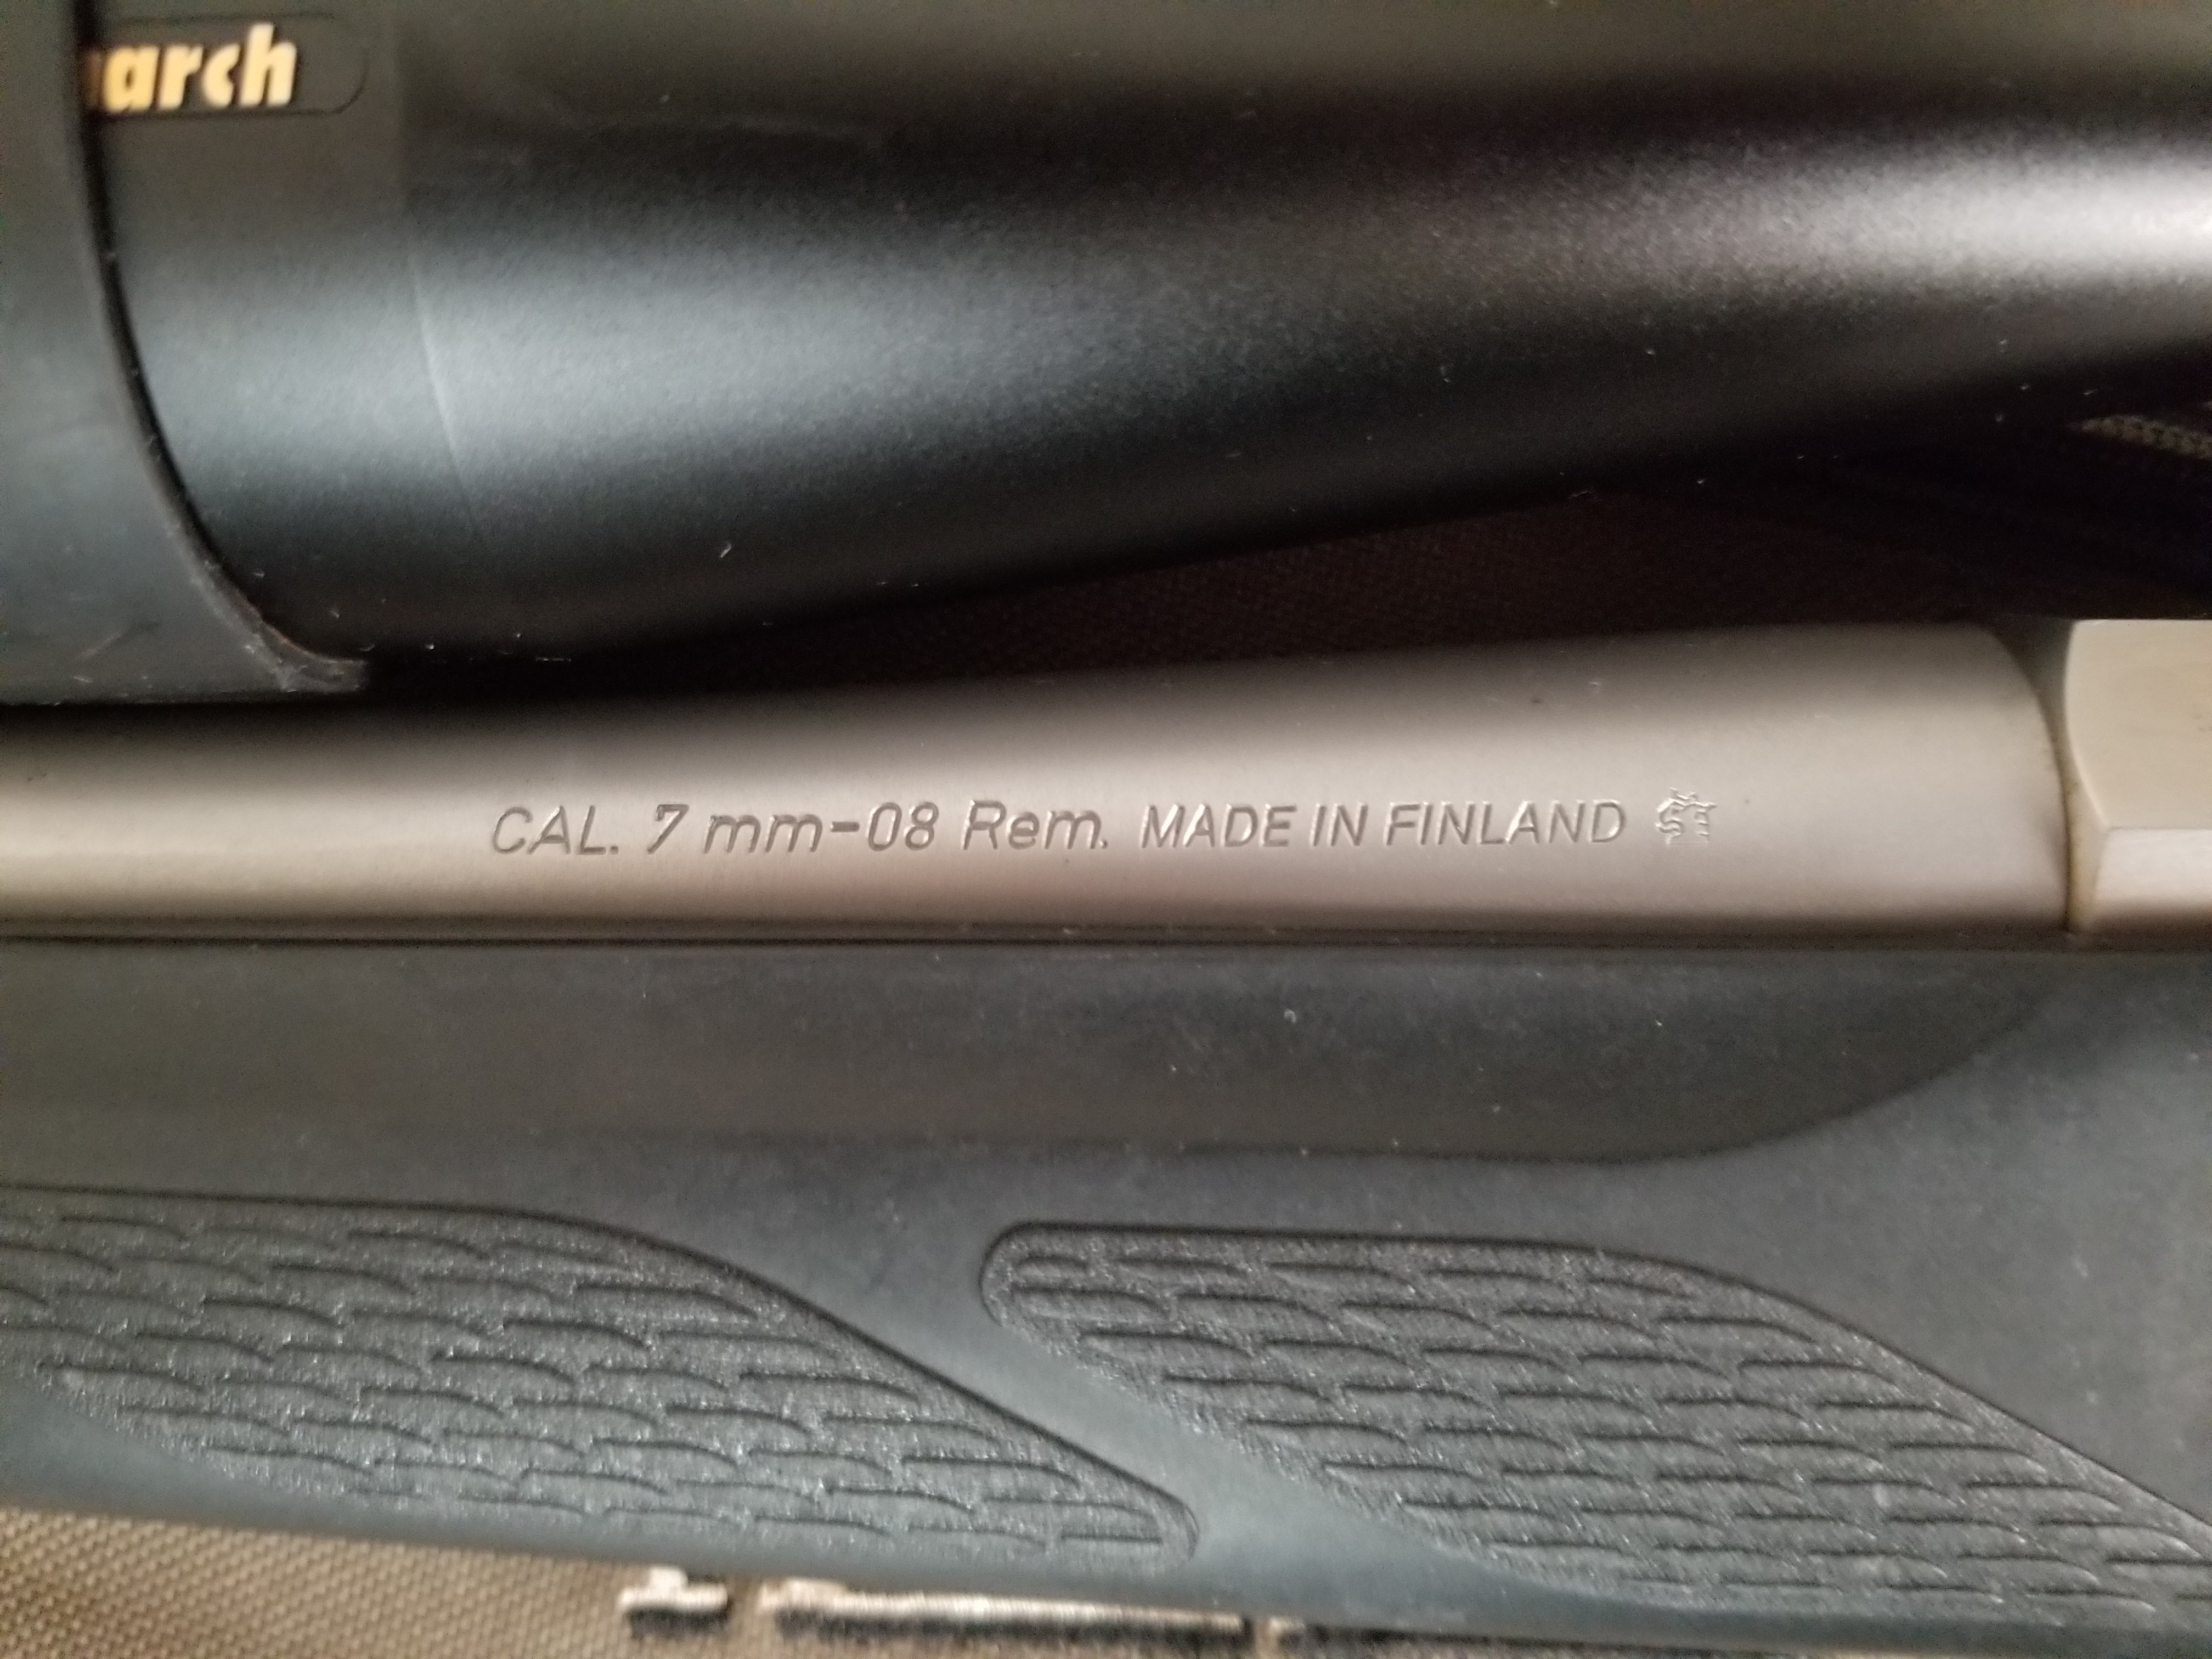 arch
CAL. 7 mm-08 Rem. MADE IN FINLAND